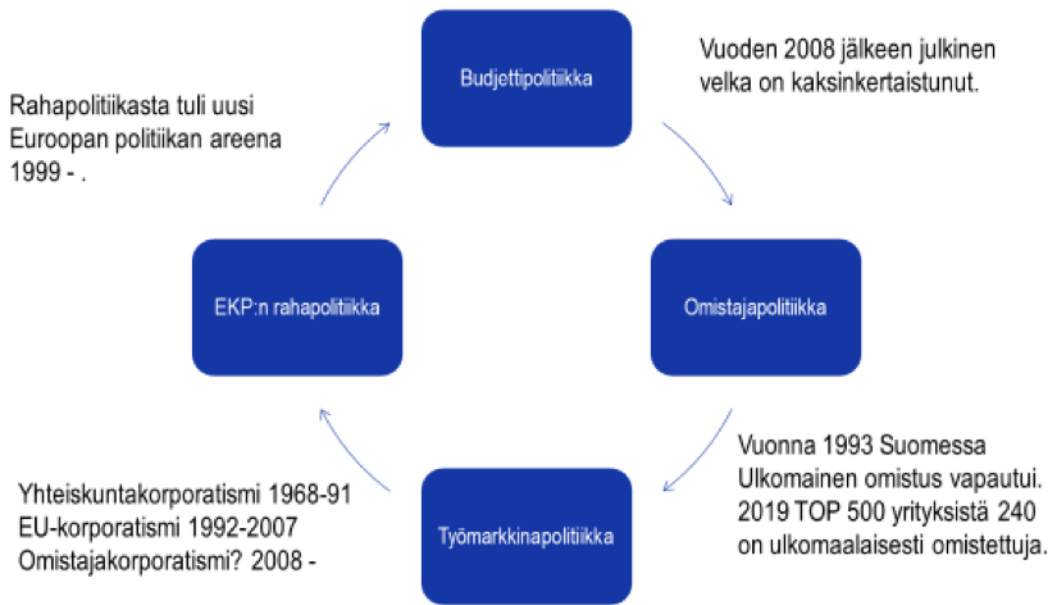 Budjettipolitiikka
Vuoden 2008 jälkeen julkinen
velka on kaksinkertaistunut.
Rahapolitiikasta tuli uusi
Euroopan politiikan areena
1999 - .
EKP:n rahapolitiikka
Omistajapolitiikka
Vuonna 1993 Suomessa
Ulkomainen omistus vapautui.
2019 TOP 500 yrityksistä 240
on ulkomaalaisesti omistettuja.
Yhteiskuntakorporatismi 1968-91
EU-korporatismi 1992-2007
Omistajakorporatismi? 2008 -
Työmarkkinapolitiikka